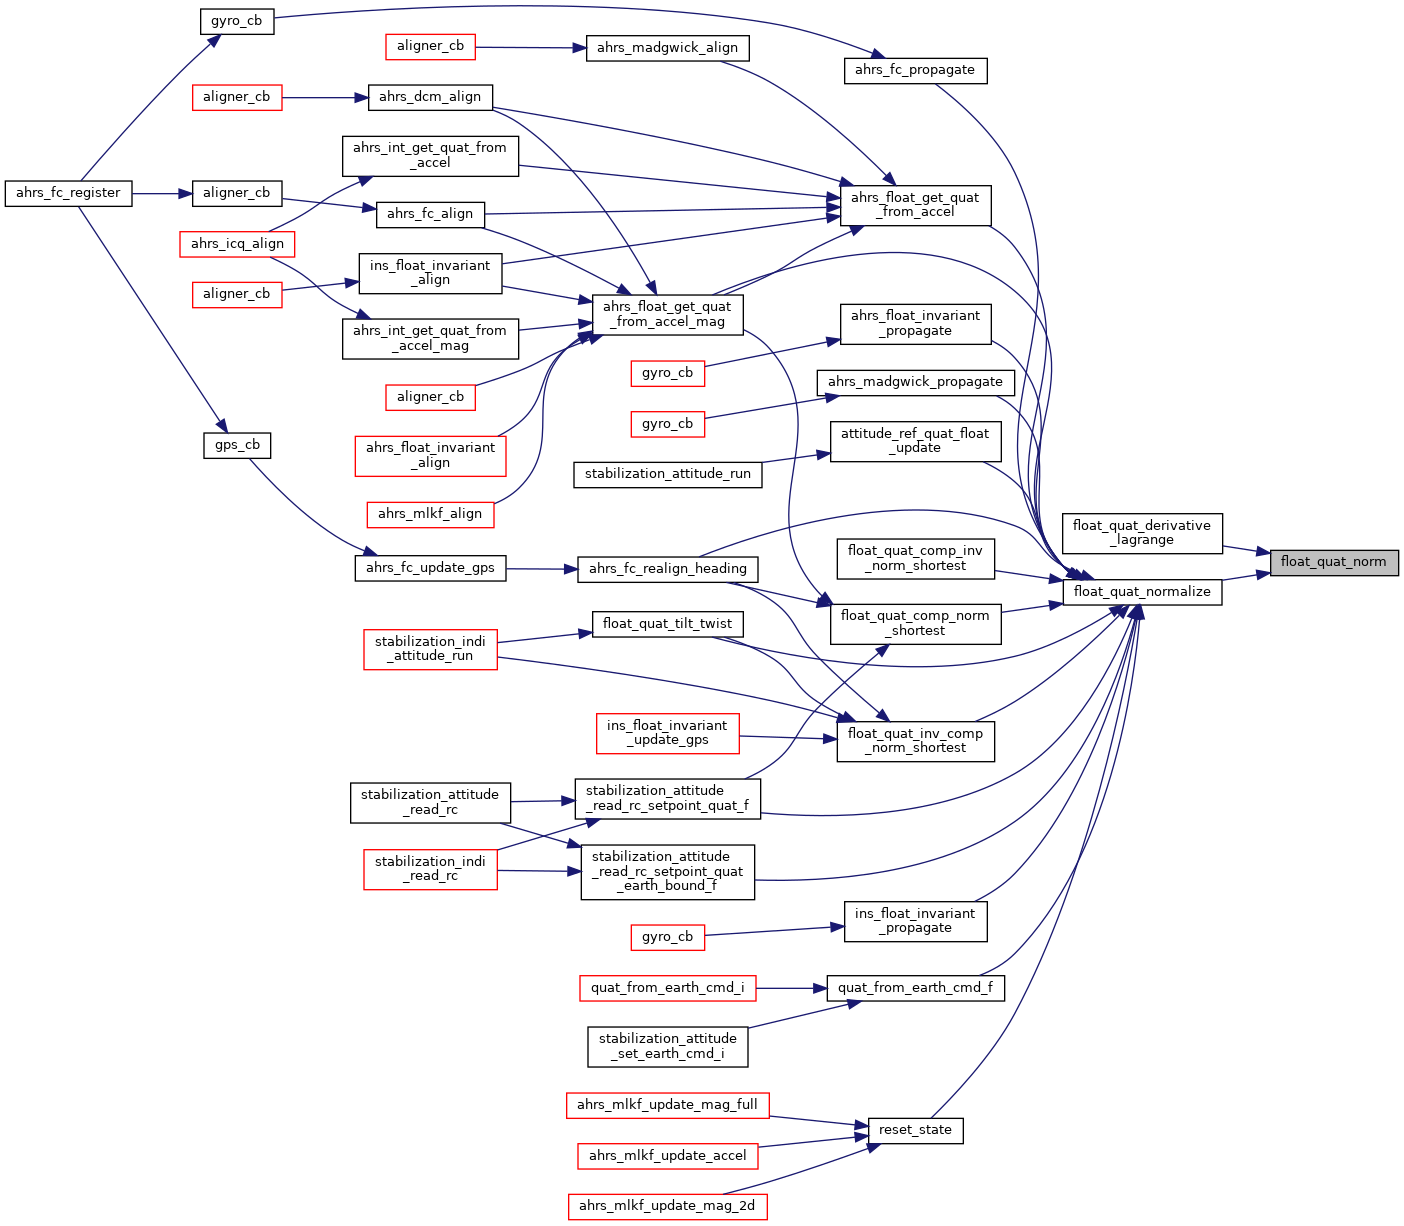 gyro_cb
aligner_cb
ahrs_madgwick_align
ahrs_fc_propagate
aligner_cb
ahrs_dcm_align
ahrs_int_get_quat_from
_accel
ahrs_fc_register
aligner_cb
ahrs_fc_align
ahrs_float_get_quat
_from_accel
ahrs_icq_align
ins_float_invariant
_align
aligner_cb
ahrs_float_get_quat
_from_accel_mag
ahrs_float_invariant
_propagate
ahrs_int_get_quat_from
_accel_mag
gyro_cb
ahrs_madgwick_propagate
aligner_cb
gyro_cb
attitude_ref_quat_float
_update
gps_cb
ahrs_float_invariant
_align
stabilization_attitude_run
ahrs_mlkf_align
float_quat_derivative
_lagrange
float_quat_comp_inv
_norm_shortest
float_quat_norm
ahrs_fc_update_gps
ahrs_fc_realign_heading
float_quat_normalize
float_quat_comp_norm
_shortest
float_quat_tilt_twist
stabilization_indi
_attitude_run
ins_float_invariant
_update_gps
float_quat_inv_comp
_norm_shortest
stabilization_attitude
_read_rc
stabilization_attitude
_read_rc_setpoint_quat_f
stabilization_indi
_read_rc
stabilization_attitude
_read_rc_setpoint_quat
_earth_bound_f
ins_float_invariant
_propagate
gyro_cb
quat_from_earth_cmd_i
quat_from_earth_cmd_f
stabilization_attitude
_set_earth_cmd_i
ahrs_mlkf_update_mag_full
reset_state
ahrs_mlkf_update_accel
ahrs_mlkf_update_mag_2d